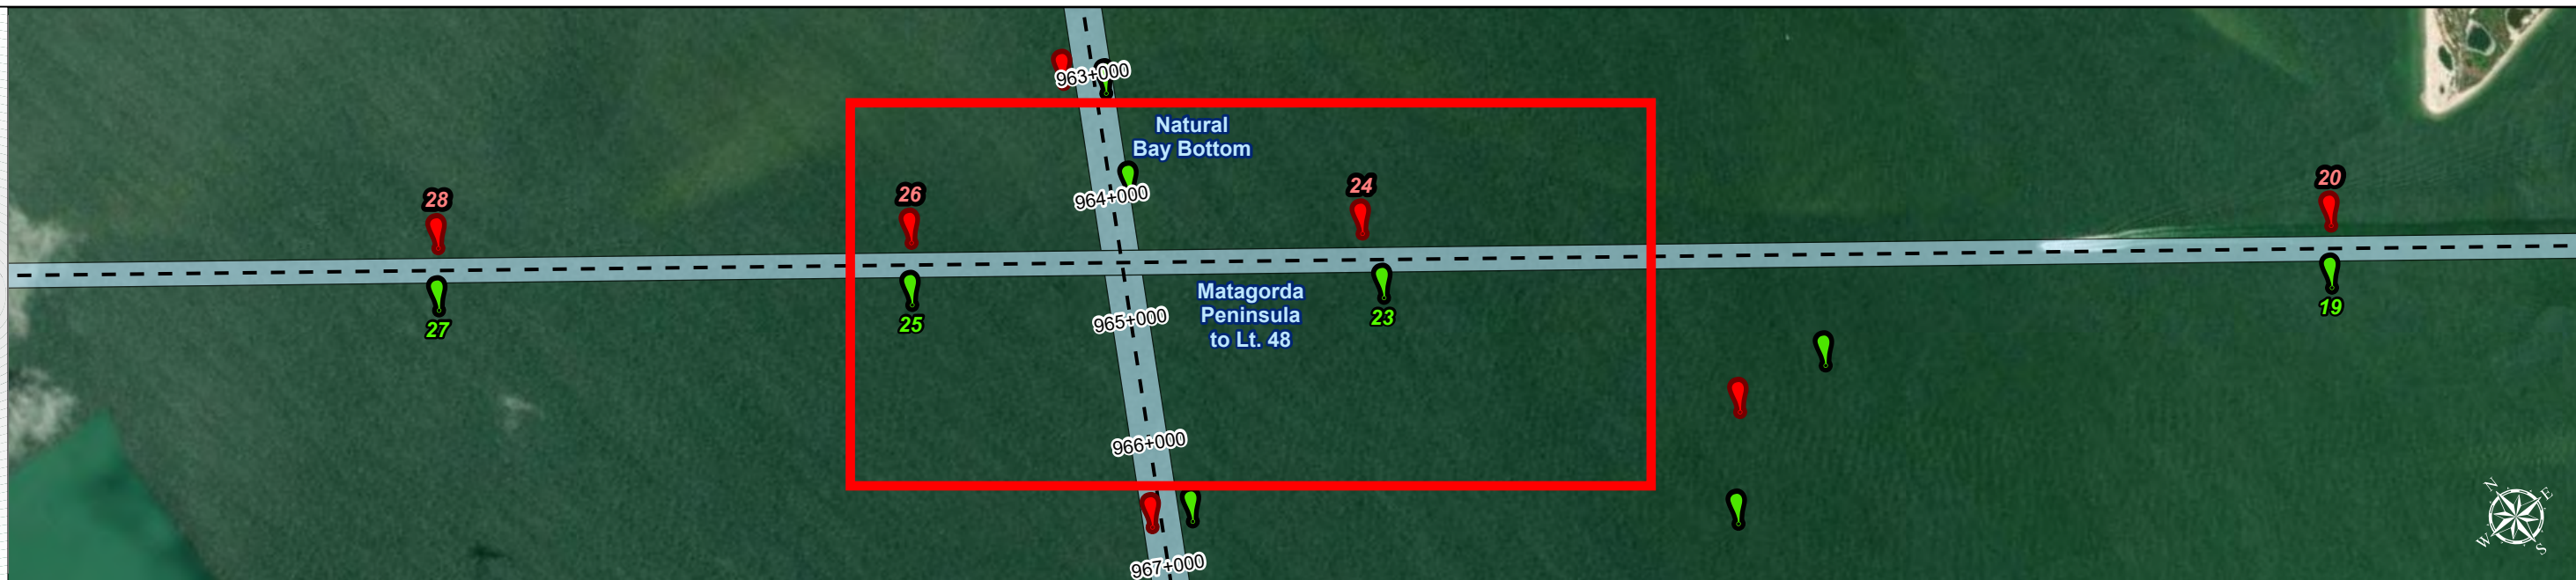 963+000
Natural
Bay Bottom
964+000
28
26
24
20
27
25
23
19
Matagorda
Peninsula
to Lt. 48
965+000
966+000
967+000
N
E
W
S